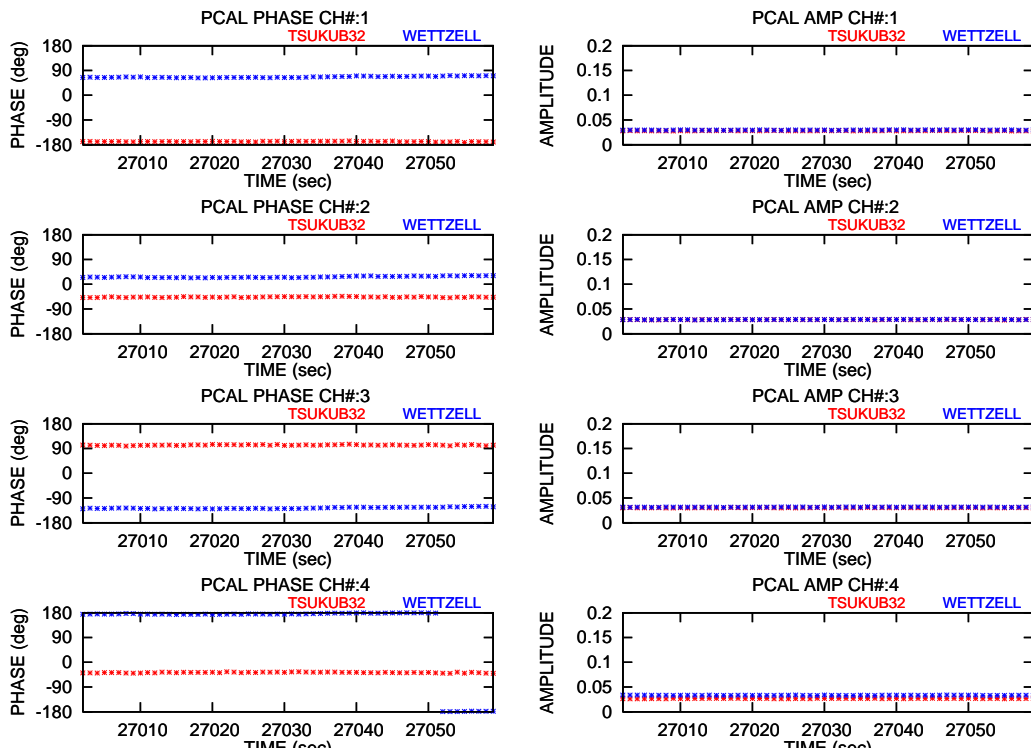 PCAL PHASE CH#:1
TSUKUB32 WETTZELL
PHASE (deg)
180
90
0
-90
-180
27010 27020 27030 27040 27050
TIME (sec)
PCAL AMP CH#:1
TSUKUB32 WETTZELL
AMPLITUDE
0.2
0.15
0.1
0.05
0
27010 27020 27030 27040 27050
TIME (sec)
PCAL PHASE CH#:2
TSUKUB32 WETTZELL
PHASE (deg)
180
90
0
-90
-180
27010 27020 27030 27040 27050
TIME (sec)
PCAL AMP CH#:2
TSUKUB32 WETTZELL
AMPLITUDE
0.2
0.15
0.1
0.05
0
27010 27020 27030 27040 27050
TIME (sec)
PCAL PHASE CH#:3
TSUKUB32 WETTZELL
PHASE (deg)
180
90
0
-90
-180
27010 27020 27030 27040 27050
TIME (sec)
PCAL AMP CH#:3
TSUKUB32 WETTZELL
AMPLITUDE
0.2
0.15
0.1
0.05
0
27010 27020 27030 27040 27050
TIME (sec)
PCAL PHASE CH#:4
TSUKUB32 WETTZELL
PHASE (deg)
180
90
0
-90
-180
27010 27020 27030 27040 27050
TIME (sec)
PCAL AMP CH#:4
TSUKUB32 WETTZELL
AMPLITUDE
0.2
0.15
0.1
0.05
0
27010 27020 27030 27040 27050
TIME (sec)